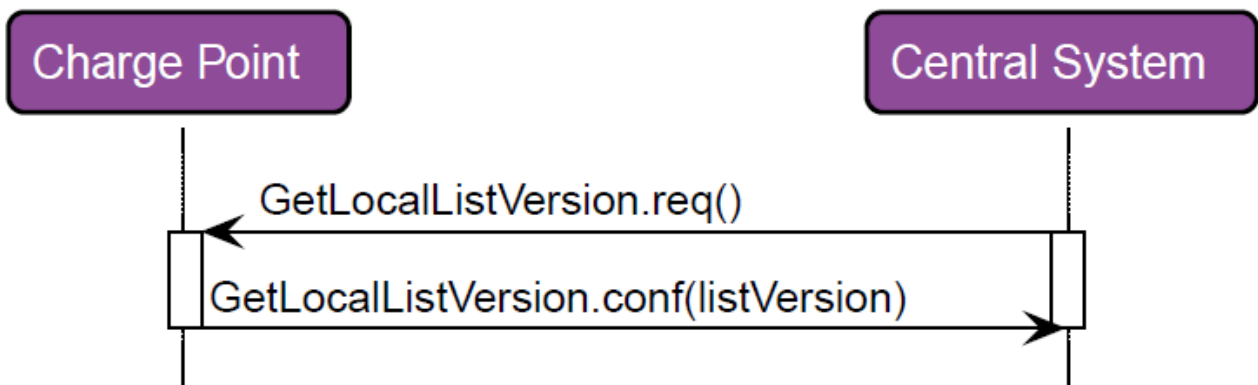 Charge Point
Central System
GetLocalListVersion.req()
GetLocalListVersion.conf(listVersion)